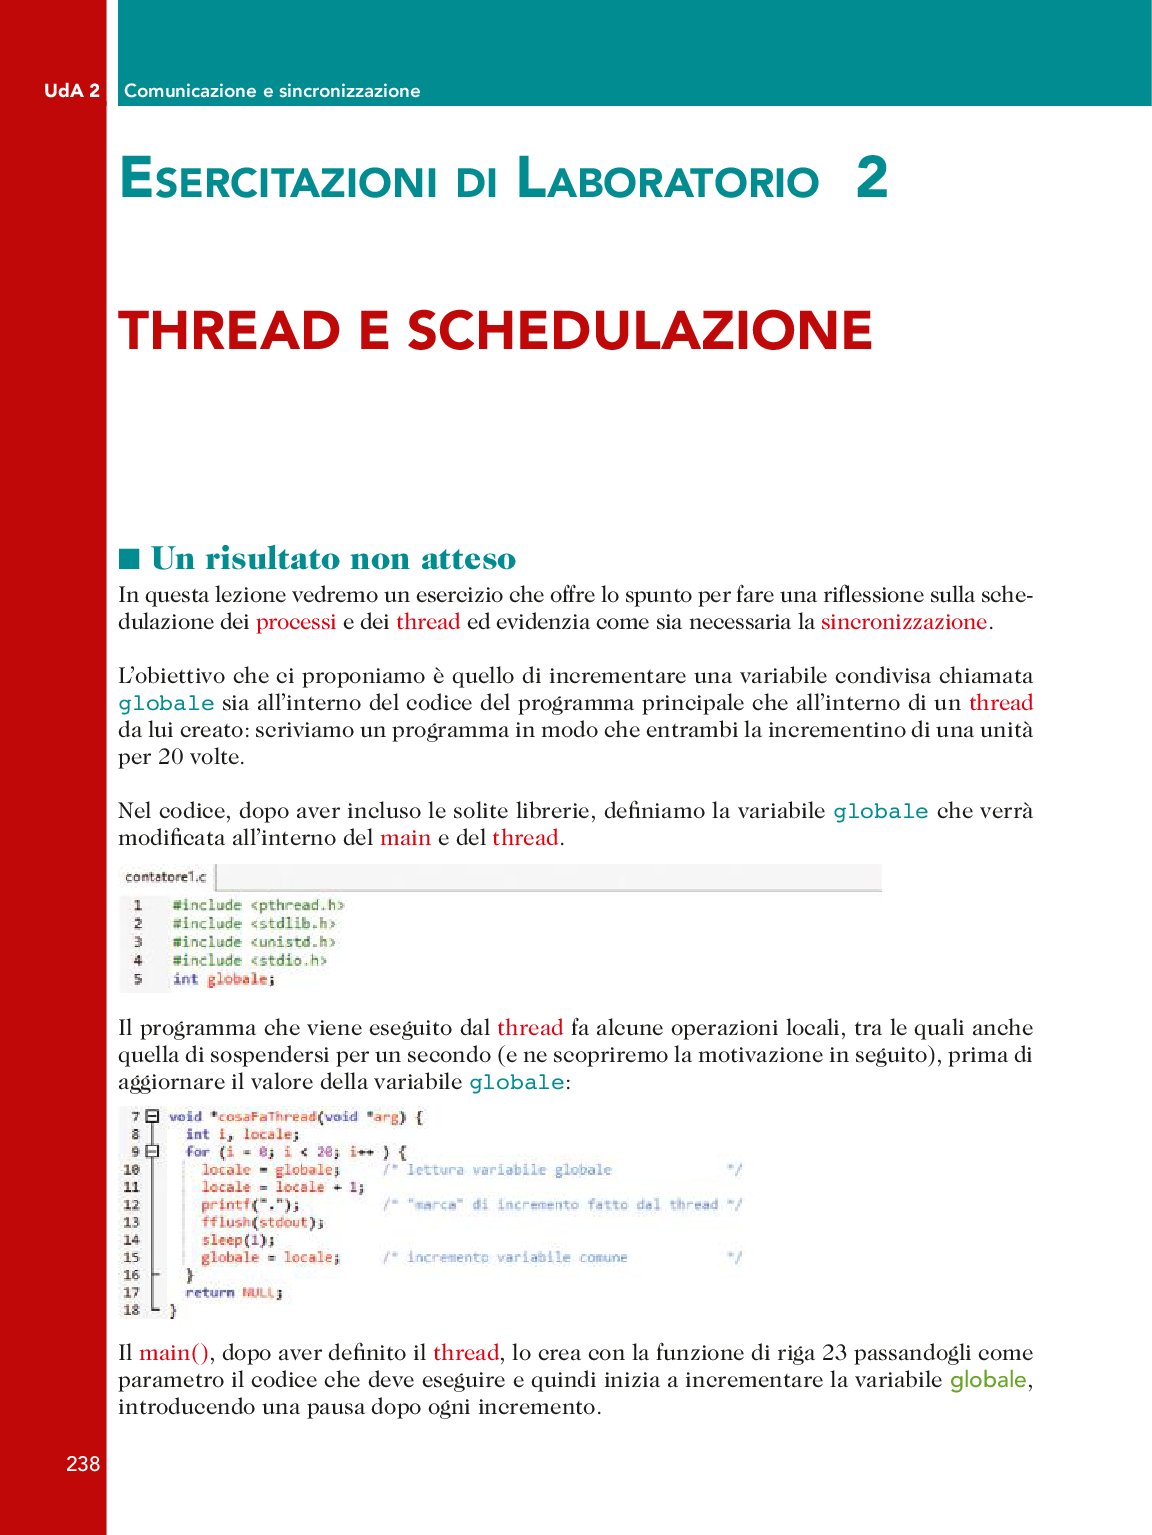 UdA 2 Comunicazione e sincronizzazione
ESERCITAZIONI DI LABORATORIO 2
THREAD E SCHEDULAZIONE
■ Un risultato non atteso
In questa lezione vedremo un esercizio che offre lo spunto per fare una riflessione sulla sche-
dulazione dei processi e dei thread ed evidenzia come sia necessaria la sincronizzazione.
L'obiettivo che ci proponiamo è quello di incrementare una variabile condivisa chiamata
globale sia all'interno del codice del programma principale che all'interno di un thread
da lui creato: scriviamo un programma in modo che entrambi la incrementino di una unità
per 20 volte.
Nel codice, dopo aver incluso le solite librerie, definiamo la variabile globale che verrà
modificata all'interno del main e del thread.
contatore1.c
1 #include <pthread.h>
2 #include <stdlib.h>
3 #include <unistd.h>
4 #include <stdio.h>
5 int globale;
Il programma che viene eseguito dal thread fa alcune operazioni locali, tra le quali anche
quella di sospendersi per un secondo (e ne scopriremo la motivazione in seguito), prima di
aggiornare il valore della variabile globale:
7 void *cosaFaThread(void *arg) {
8 int i, locale;
9 for (i = 0; i < 20; i++ ) {
10 locale = globale; /* lettura variabile globale */
11 locale = locale + 1;
12 printf("."); /* "marca" di incremento fatto dal thread */
13 fflush(stdout);
14 sleep(1);
15 globale = locale; /* incremento variabile comune */
16 }
17 return NULL;
18 }
Il main(), dopo aver definito il thread, lo crea con la funzione di riga 23 passandogli come
parametro il codice che deve eseguire e quindi inizia a incrementare la variabile globale,
introducendo una pausa dopo ogni incremento.
238